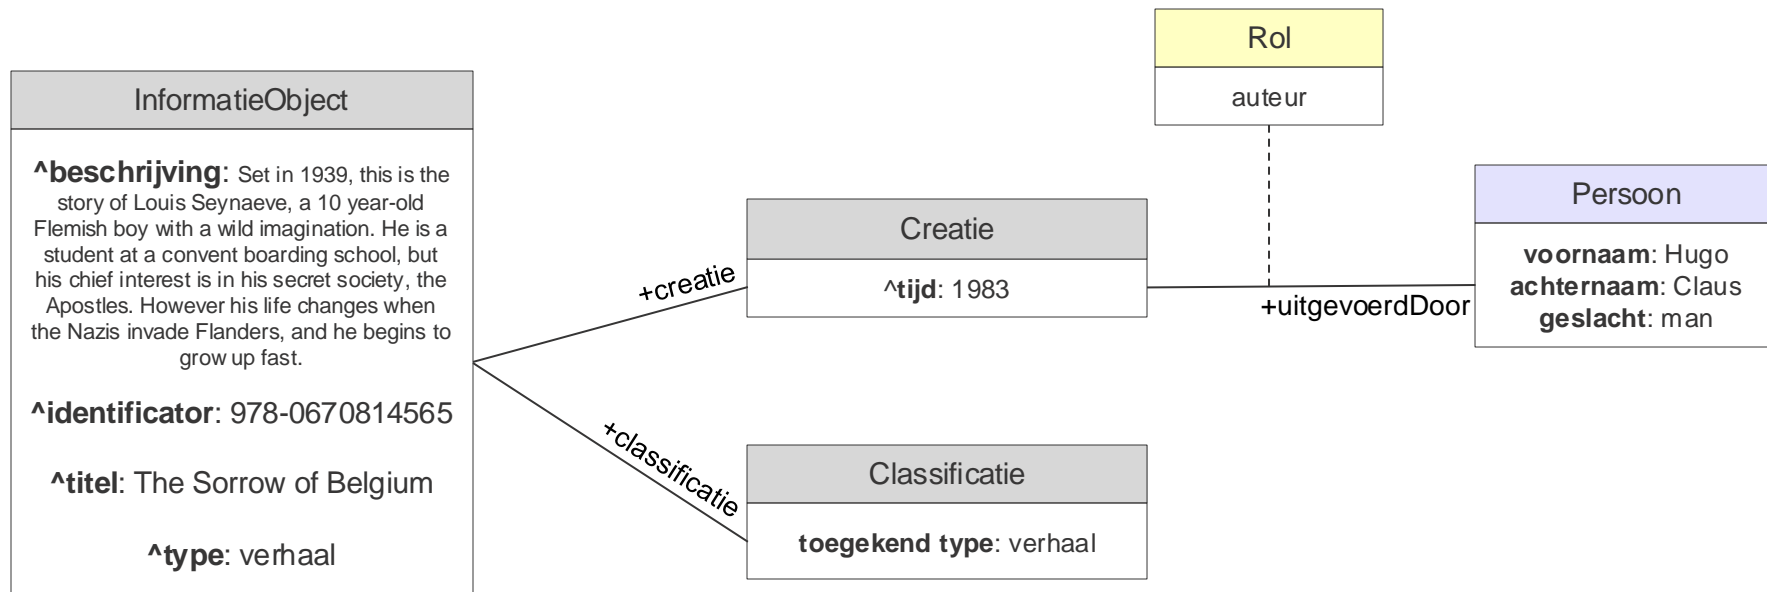 InformatieObject
^beschrijving: Set in 1939, this is the
story of Louis Seynaeve, a 10 year-old
Flemish boy with a wild imagination. He is a
student at a convent boarding school, but
his chief interest is in his secret society, the
Apostles. However his life changes when
the Nazis invade Flanders, and he begins to
grow up fast.
^identificator: 978-0670814565
^titel: The Sorrow of Belgium
^type: verhaal
+creatie
+classificatie
Creatie
^tijd: 1983
Classificatie
toegekend type: verhaal
Rol
auteur
+uitgevoerdDoor
Persoon
voornaam: Hugo
achternaam: Claus
geslacht: man